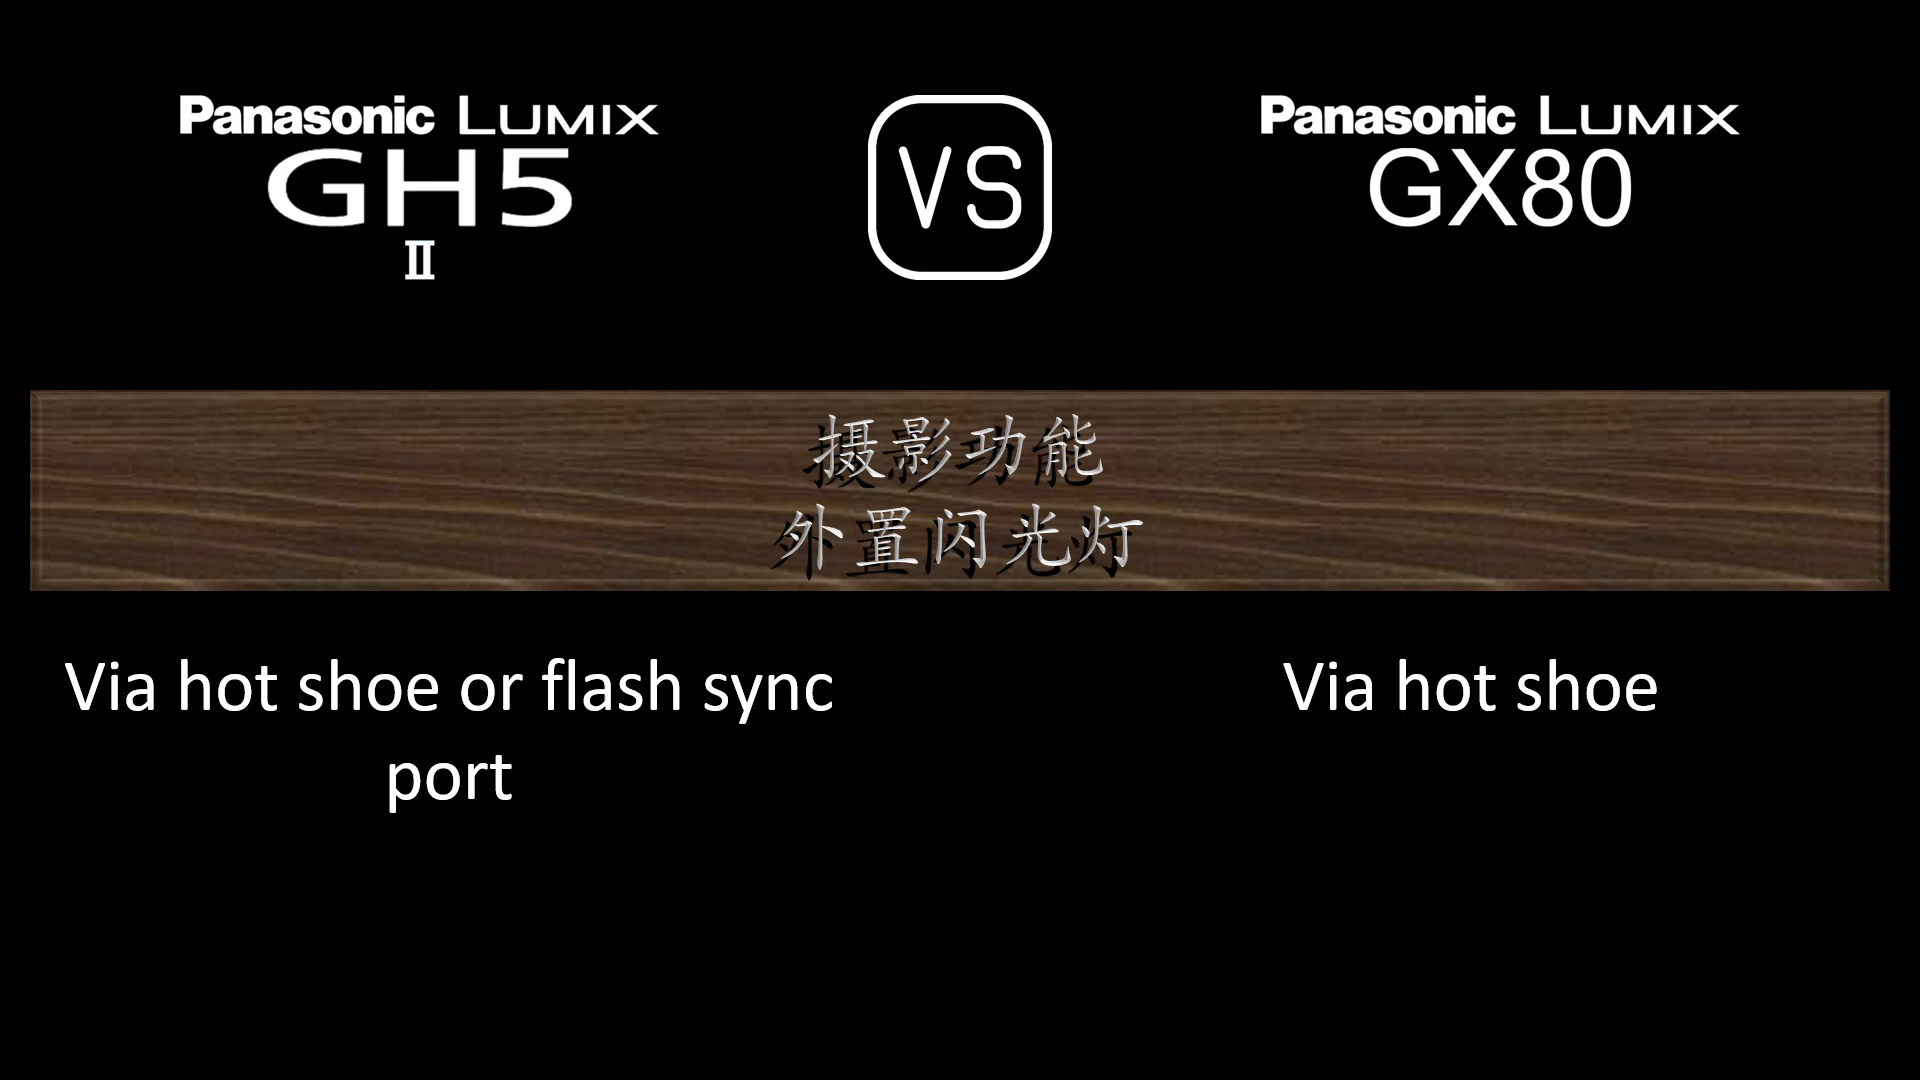 Panasonic LUMIX
GH5
II
VS
Panasonic LUMIX
GX80
摄影功能
外置闪光灯
Via hot shoe or flash sync
port
Via hot shoe